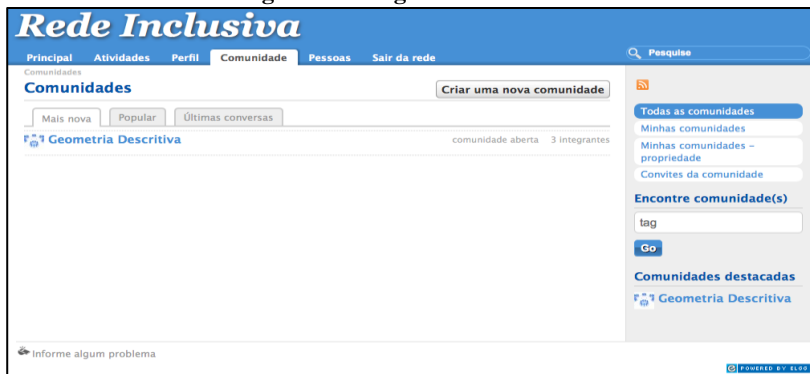 Rede Inclusiva
Principal Atividades Perfil Comunidade Pessoas Sair da rede
Pesquise
Comunidades
Comunidades
Criar uma nova comunidade
Mais nova Popular Últimas conversas
Geometria Descritiva comunidade aberta 3 integrantes
Todas as comunidades
Minhas comunidades
Minhas comunidades –
propriedade
Convites da comunidade
Encontre comunidade(s)
tag
Go
Comunidades destacadas
Geometria Descritiva
Informe algum problema
POWERED BY ELGG